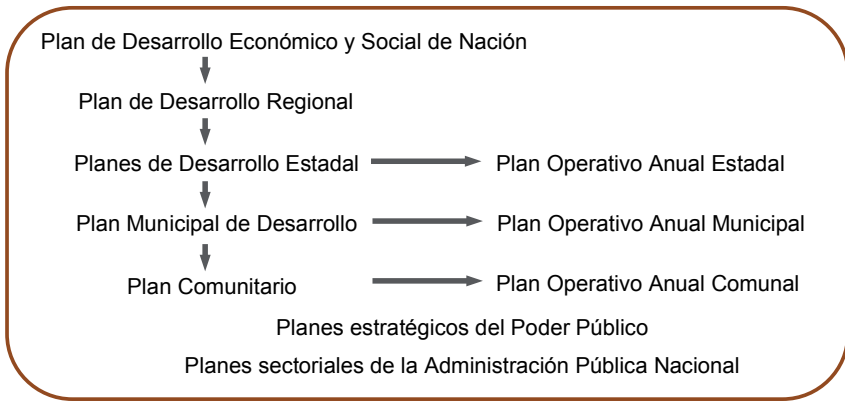 Plan de Desarrollo Económico y Social de Nación
Plan de Desarrollo Regional
Planes de Desarrollo Estadal
Plan Operativo Anual Estadal
Plan Municipal de Desarrollo
Plan Operativo Anual Municipal
Plan Comunitario
Plan Operativo Anual Comunal
Planes estratégicos del Poder Público
Planes sectoriales de la Administración Pública Nacional